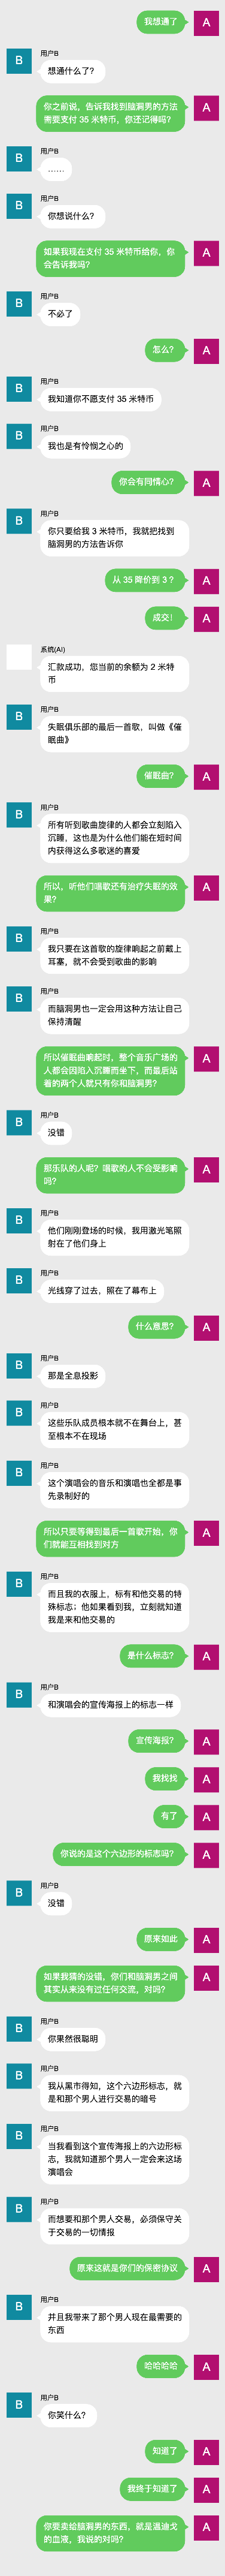 我想通了
A
用户B
B
想通什么了?
你之前说，告诉我找到脑洞男的方法
需要支付 35 米特币，你还记得吗?
A
用户B
B
……
用户B
B
你想说什么?
如果我现在支付 35 米特币给你，你
会告诉我吗?
A
用户B
B
不必了
怎么?
A
用户B
B
我知道你不愿支付 35 米特币
用户B
B
我也是有怜悯之心的
你会有同情心?
A
用户B
B
你只要给我 3 米特币，我就把找到
脑洞男的方法告诉你
从 35 降价到 3 ?
A
成交!
A
系统(AI)
汇款成功，您当前的余额为 2 米特
币
用户B
B
失眠俱乐部的最后一首歌，叫做《催
眠曲》
催眠曲?
A
用户B
B
所有听到歌曲旋律的人都会立刻陷入
沉睡，这也是为什么他们能在短时间
内获得这么多歌迷的喜爱
所以，听他们唱歌还有治疗失眠的效
果?
A
用户B
B
我只要在这首歌的旋律响起之前戴上
耳塞，就不会受到歌曲的影响
用户B
B
而脑洞男也一定会用这种方法让自己
保持清醒
所以催眠曲响起时，整个音乐广场的
人都会因陷入沉睡而坐下，而最后站
着的两个人就只有你和脑洞男?
A
用户B
B
没错
那乐队的人呢? 唱歌的人不会受影响
吗?
A
用户B
B
他们刚刚登场的时候，我用激光笔照
射在了他们身上
用户B
B
光线穿了过去，照在了幕布上
什么意思?
A
用户B
B
那是全息投影
用户B
B
这些乐队成员根本就不在舞台上，甚
至根本不在现场
用户B
B
这个演唱会的音乐和演唱也全都是事
先录制好的
所以只要等得到最后一首歌开始，你
们就能互相找到对方
A
用户B
B
而且我的衣服上，标有和他交易的特
殊标志；他如果看到我，立刻就知道
我是来和他交易的
是什么标志?
A
用户B
B
和演唱会的宣传海报上的标志一样
宣传海报?
A
我找找
A
有了
A
你说的是这个六边形的标志吗?
A
用户B
B
没错
原来如此
A
如果我猜的没错，你们和脑洞男之间
其实从来没有过任何交流，对吗?
A
用户B
B
你果然很聪明
用户B
B
我从黑市得知，这个六边形标志，就
是和那个男人进行交易的暗号
用户B
B
当我看到这个宣传海报上的六边形标
志，我就知道那个男人一定会来这场
演唱会
用户B
B
而想要和那个男人交易，必须保守关
于交易的一切情报
原来这就是你们的保密协议
A
用户B
B
并且我带来了那个男人现在最需要的
东西
哈哈哈哈
A
用户B
B
你笑什么?
知道了
A
我终于知道了
A
你要卖给脑洞男的东西，就是温迪戈
的血液，我说的对吗?
A